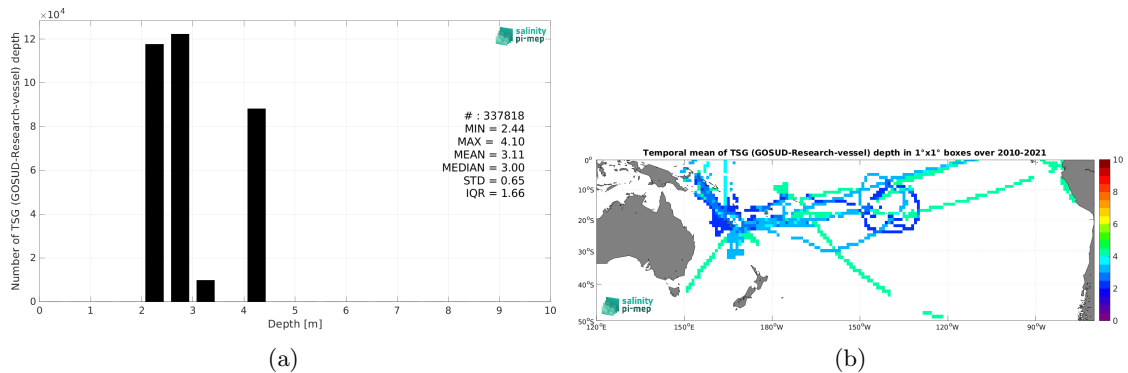 ×10⁴
12
10
8
6
4
2
0
Number of TSG (GOSUD-Research-vessel) depth
salinity
pi-mep
# : 337818
MIN = 2.44
MAX = 4.10
MEAN = 3.11
MEDIAN = 3.00
STD = 0.65
IQR = 1.66
0 1 2 3 4 5 6 7 8 9 10
Depth [m]
(a)
Temporal mean of TSG (GOSUD-Research-vessel) depth in 1°x1° boxes over 2010-2021
0°
10°S
20°S
30°S
40°S
50°S
120°E 150°E 180°W 150°W 120°W 90°W
salinity
pi-mep
10
8
6
4
2
0
(b)